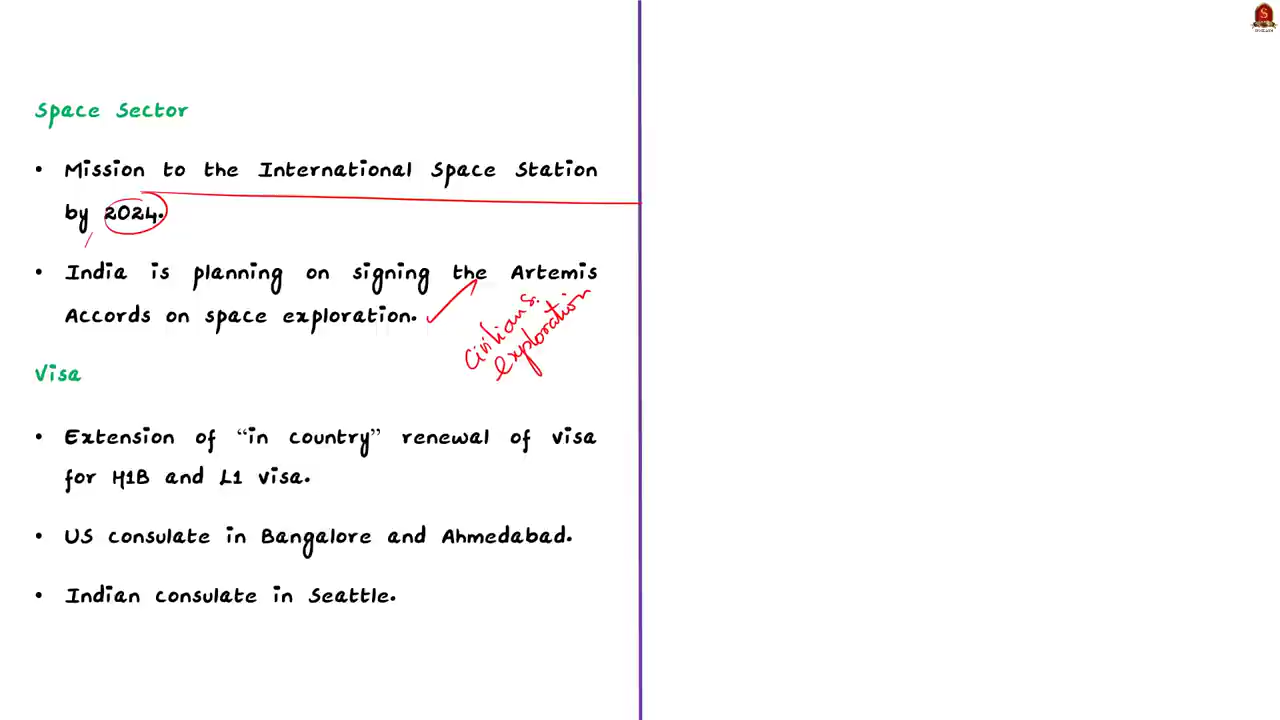 Space Sector
• Mission to the International Space Station
by 2024.
• India is planning on signing the Artemis
Accords on space exploration.
Civilian s.
exploration
Visa
• Extension of “in country” renewal of visa
for H1B and L1 visa.
• US consulate in Bangalore and Ahmedabad.
• Indian consulate in Seattle.